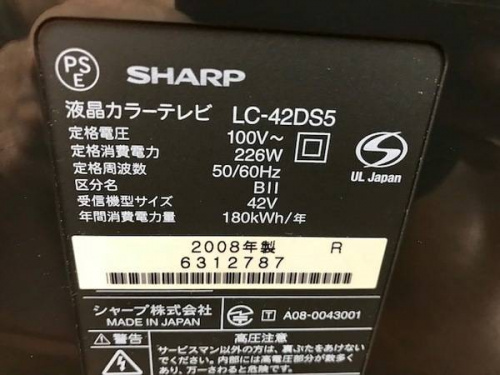 PS
E
SHARP
液晶カラーテレビ LC-42DS5
定格電圧 100V～
定格消費電力 226W
定格周波数 50/60Hz
区分名 BII
受信機型サイズ 42V
年間消費電力量 180kWh/年
S
UL Japan
2008年製 R
6312787
シャープ株式会社
MADE IN JAPAN
T A08-0043001
警告 高圧注意
サービスマン以外の方は、裏ぶたをあけない
でください。内部には高電圧部分が数多く
あり、万一さわると危険です。